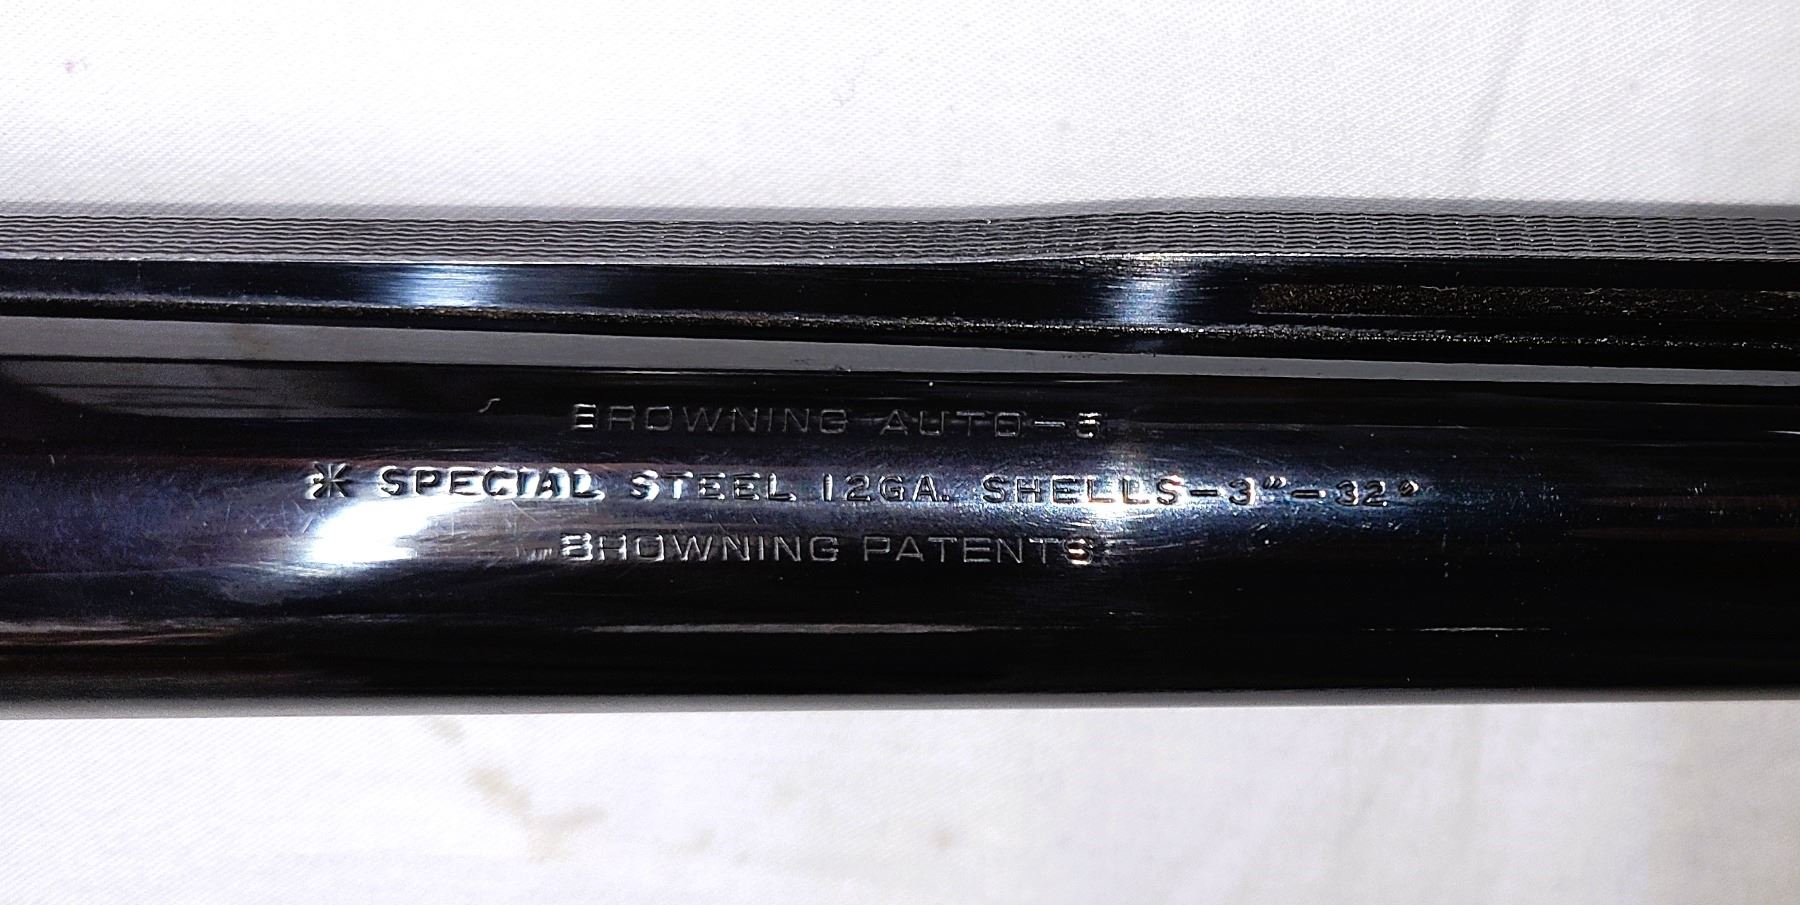 BROWNING AUTO-5
* SPECIAL STEEL 12GA. SHELLS-3"-32"
BROWNING PATENTS